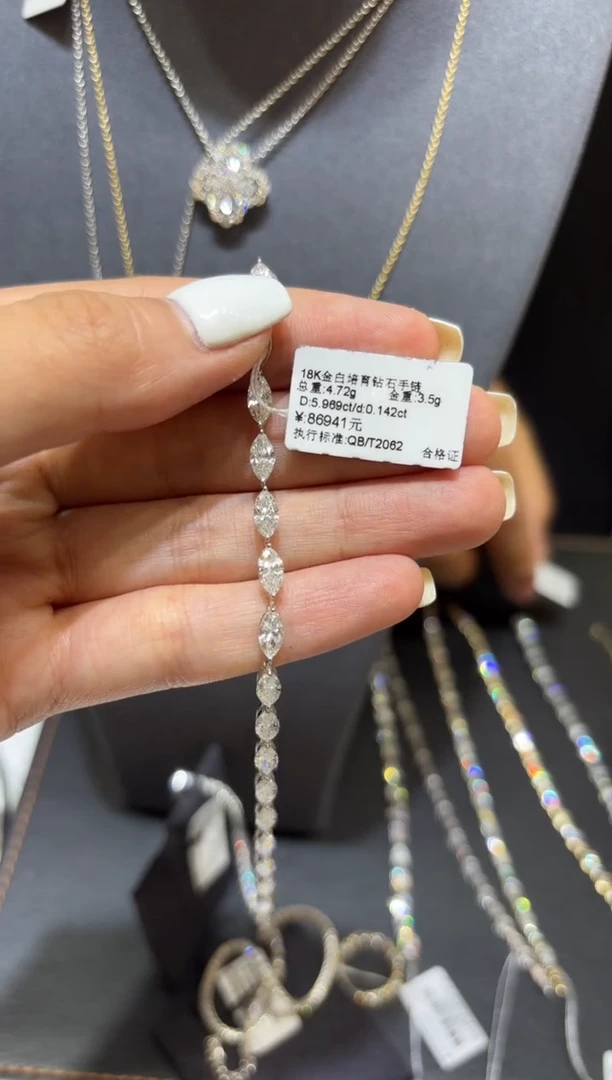 18K金白培育钻石手链
总重:4.72g 金重:3.5g
D:5.969ct/d:0.142ct
¥:86941元
执行标准:QB/T2062 合格证